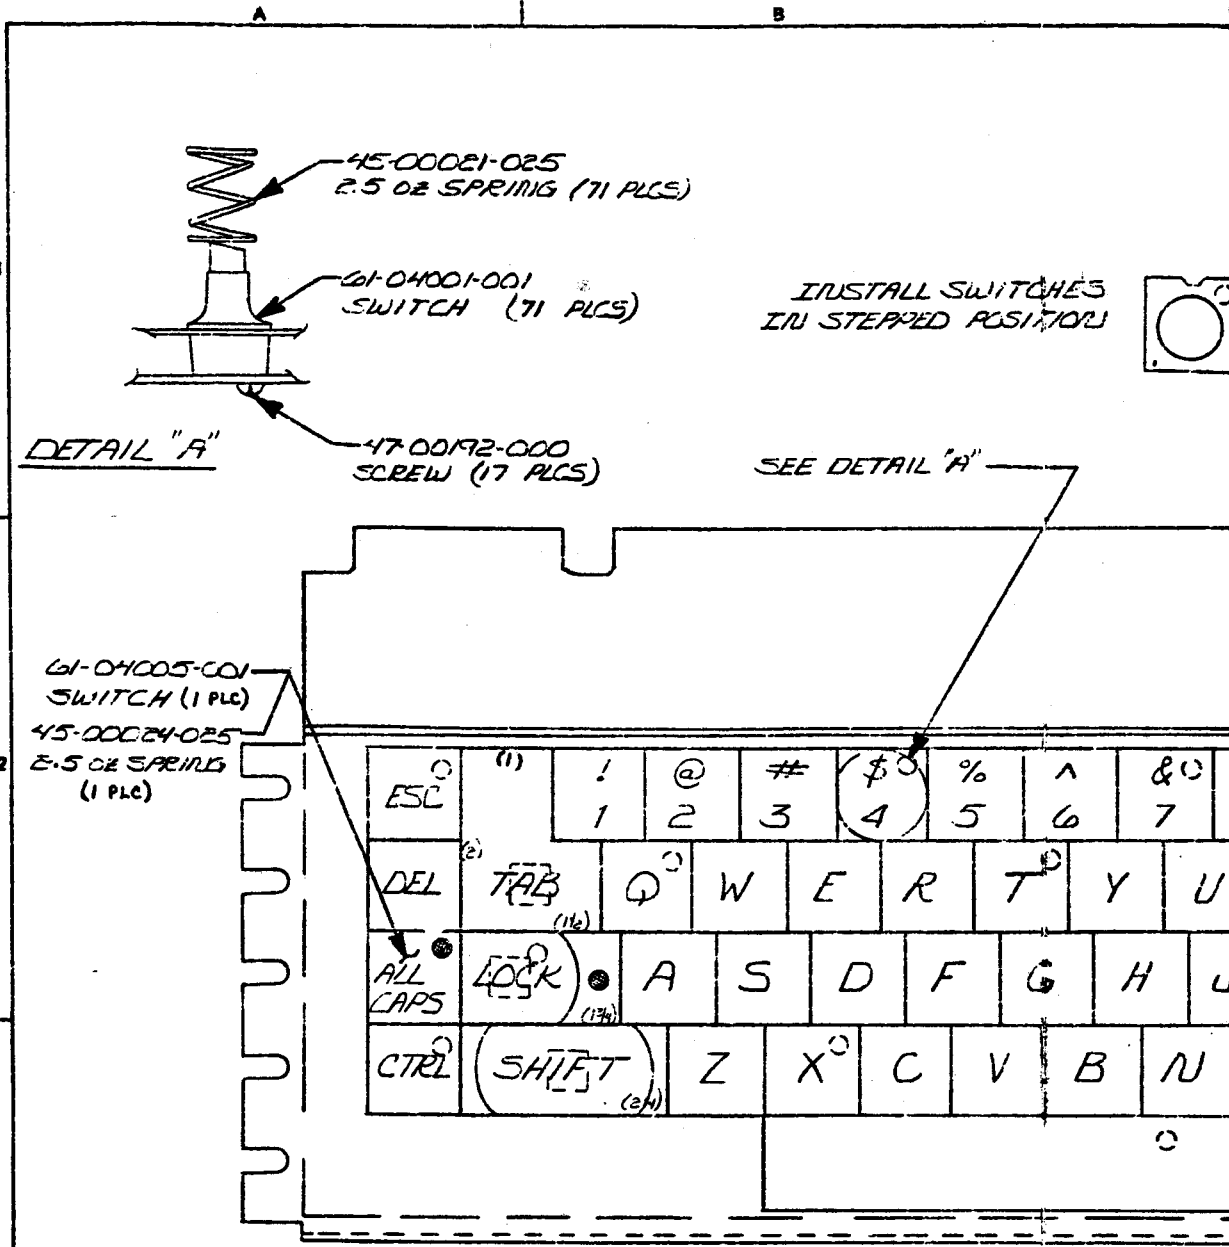 A
B
45-00021-025
2.5 OZ SPRING (71 PLCS)
61-04001-001
SWITCH (71 PLCS)
INSTALL SWITCHES
IN STEPPED POSITION
DETAIL "A"
47-00192-000
SCREW (17 PLCS)
SEE DETAIL "A"
61-04005-001
SWITCH (1 PLC)
45-00024-025
2.5 OZ SPRING
(1 PLC)
2
ESC (1) ! @ # $ % ^ & 
1 2 3 4 5 6 7
DEL (2) TAB (1½) Q W E R T Y U
ALL CAPS LOCK (1¾) A S D F G H J
CTRL SHIFT (2¼) Z X C V B N